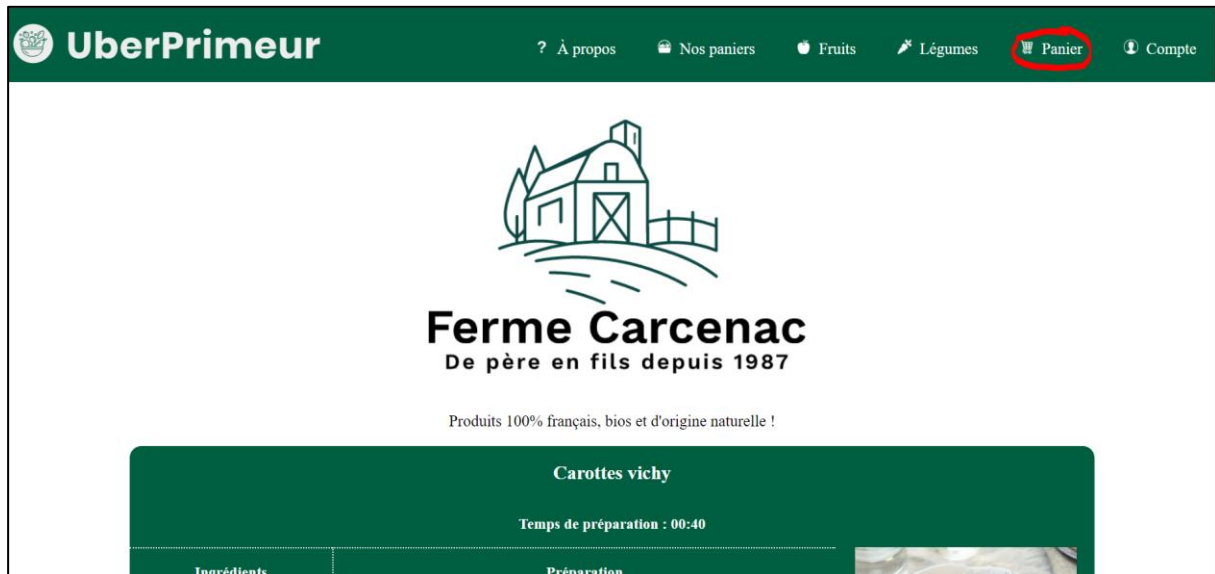 UberPrimeur
? À propos
Nos paniers
Fruits
Légumes
Panier
Compte
Ferme Carcenac
De père en fils depuis 1987
Produits 100% français, bios et d'origine naturelle !
Carottes vichy
Temps de préparation : 00:40
Ingrédients
Préparation